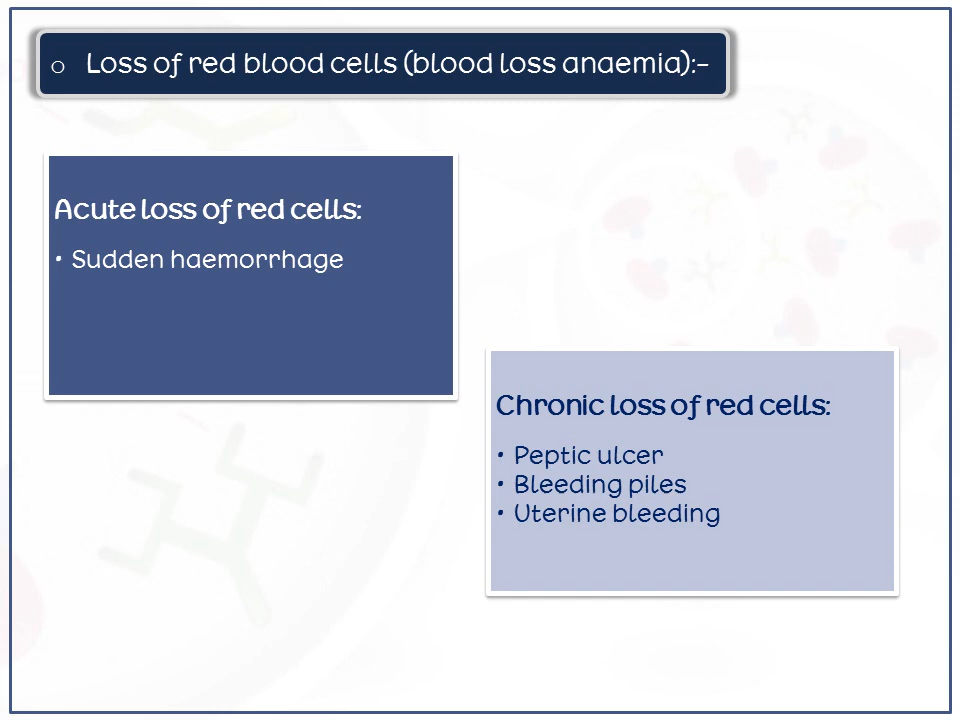 o Loss of red blood cells (blood loss anaemia):-
Acute loss of red cells:
• Sudden haemorrhage
Chronic loss of red cells:
• Peptic ulcer
• Bleeding piles
• Uterine bleeding